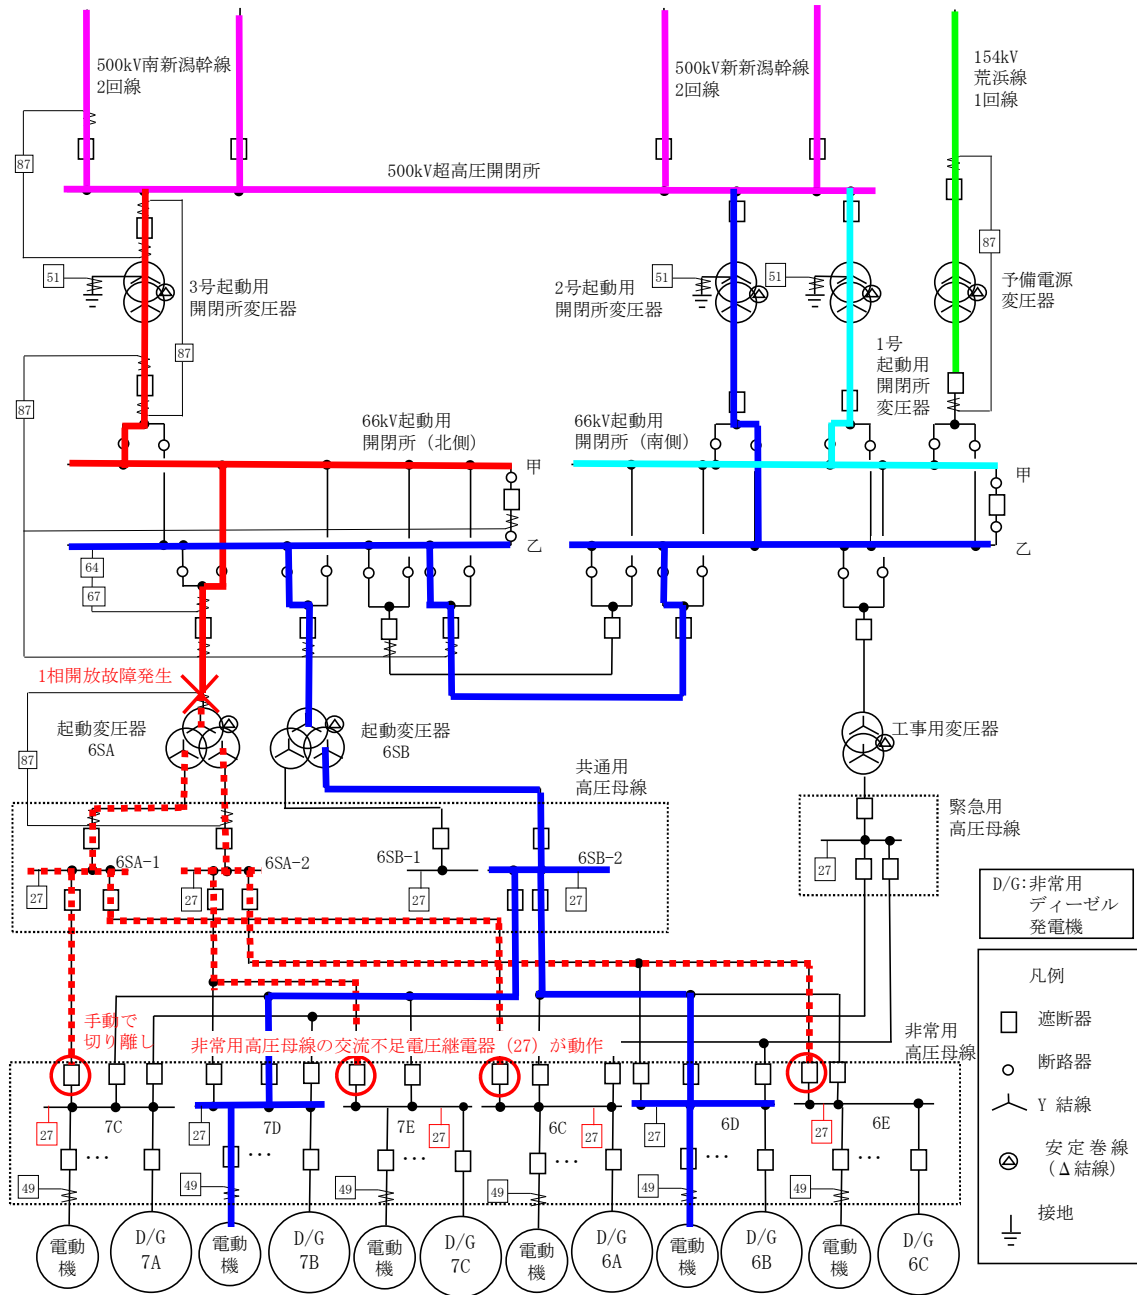 500kV南新潟幹線
2回線
500kV新新潟幹線
2回線
154kV
荒浜線
1回線
87
500kV超高圧開閉所
87
51
3号起動用
開閉所変圧器
51
2号起動用
開閉所変圧器
51
予備電源
変圧器
87
1号
起動用
開閉所
変圧器
87
66kV起動用
開閉所（北側）
66kV起動用
開閉所（南側）
甲
甲
乙
乙
64
67
1相開放故障発生
起動変圧器
6SA
起動変圧器
6SB
工事用変圧器
87
共通用
高圧母線
緊急用
高圧母線
6SA-1
6SA-2
6SB-1
6SB-2
27
27
27
27
27
D/G:非常用
ディーゼル
発電機
凡例
遮断器
断路器
Y 結線
安定巻線
(Δ結線)
接地
手動で
切り離し
非常用高圧母線の交流不足電圧継電器（27）が動作
非常用
高圧母線
7C
7D
7E
6C
6D
6E
27
27
27
27
27
27
···
···
···
···
···
···
49
49
49
49
49
49
電動
機
D/G
7A
電動
機
D/G
7B
電動
機
D/G
7C
電動
機
D/G
6A
電動
機
D/G
6B
電動
機
D/G
6C